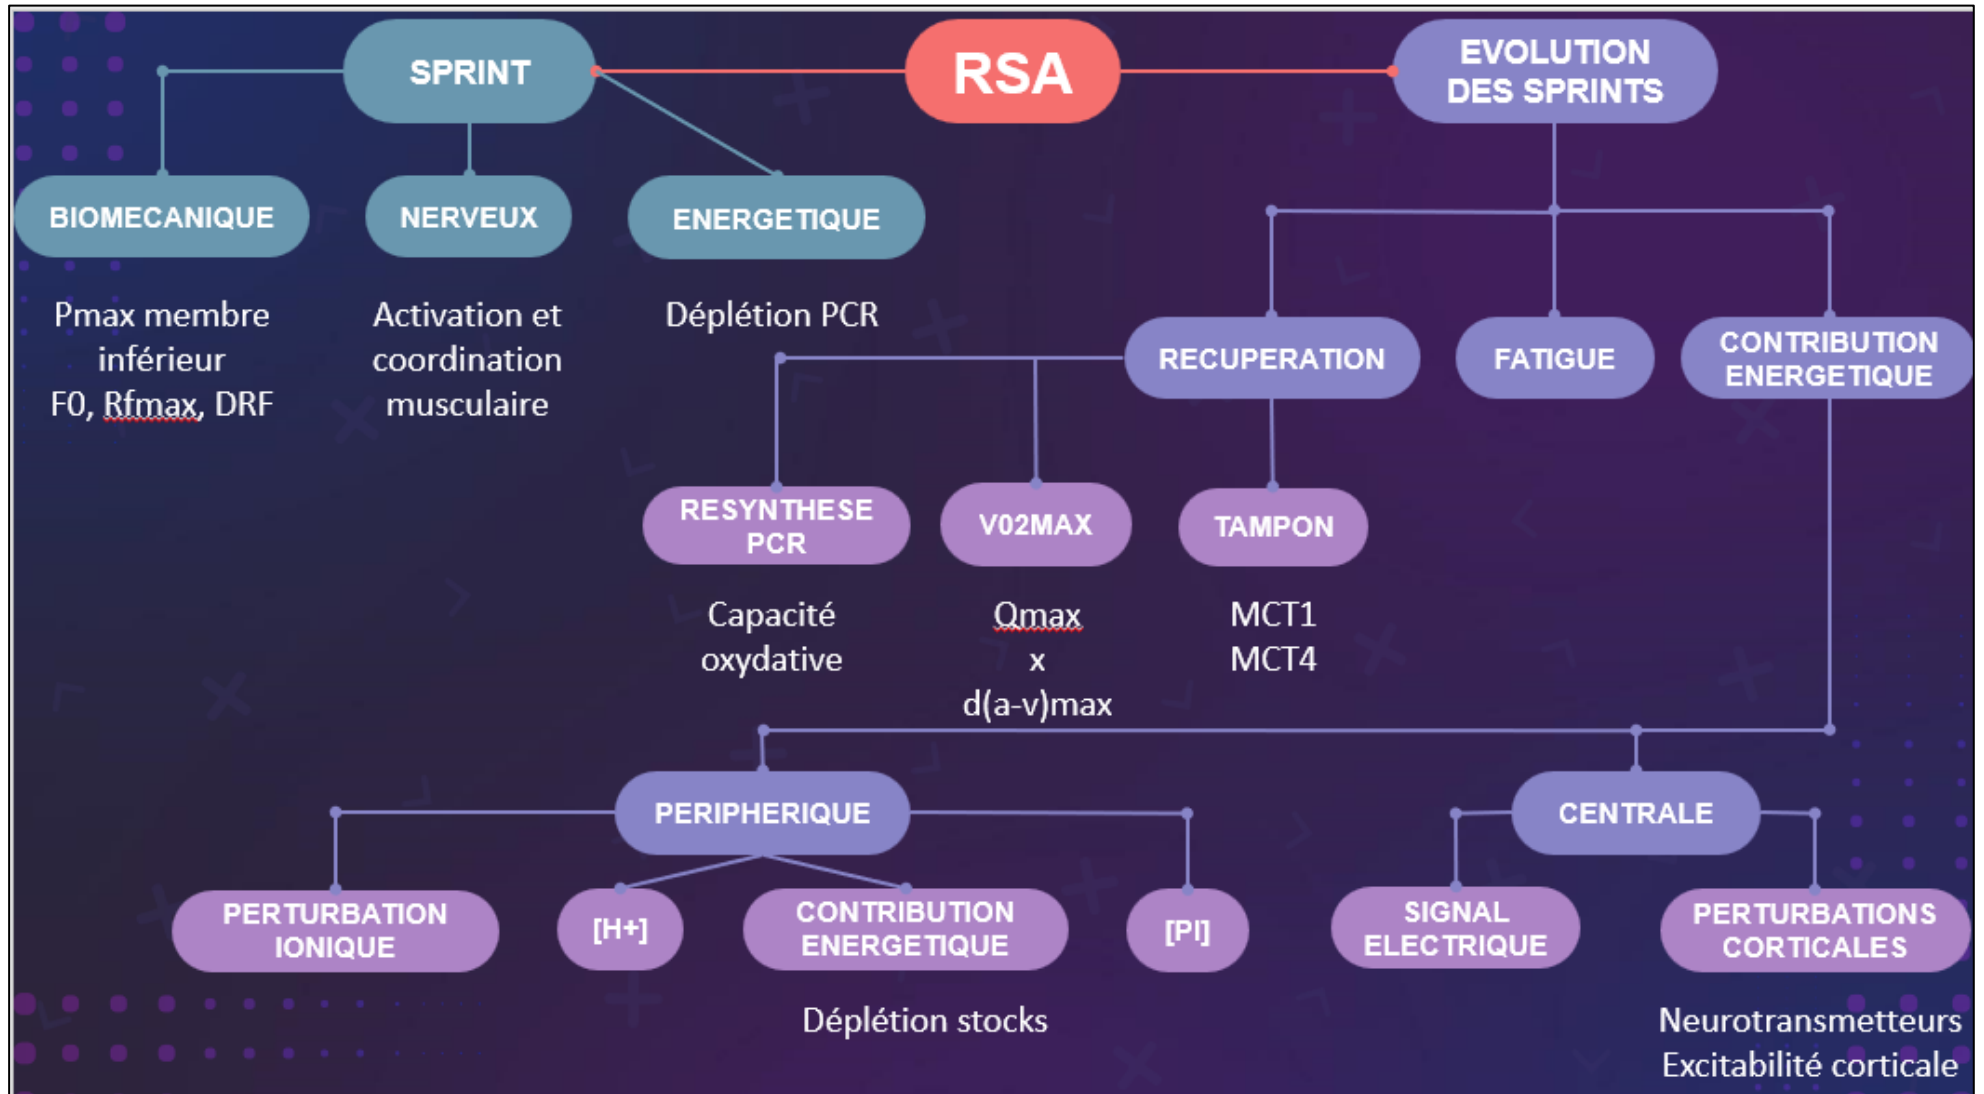 SPRINT
RSA
EVOLUTION
DES SPRINTS
BIOMECANIQUE
NERVEUX
ENERGETIQUE
Pmax membre
inférieur
F0, Rfmax, DRF
Activation et
coordination
musculaire
Déplétion PCR
RECUPERATION
FATIGUE
CONTRIBUTION
ENERGETIQUE
RESYNTHESE
PCR
V02MAX
TAMPON
Capacité
oxydative
Qmax
x
d(a-v)max
MCT1
MCT4
PERIPHERIQUE
CENTRALE
PERTURBATION
IONIQUE
[H+]
CONTRIBUTION
ENERGETIQUE
[PI]
SIGNAL
ELECTRIQUE
PERTURBATIONS
CORTICALES
Déplétion stocks
Neurotransmetteurs
Excitabilité corticale